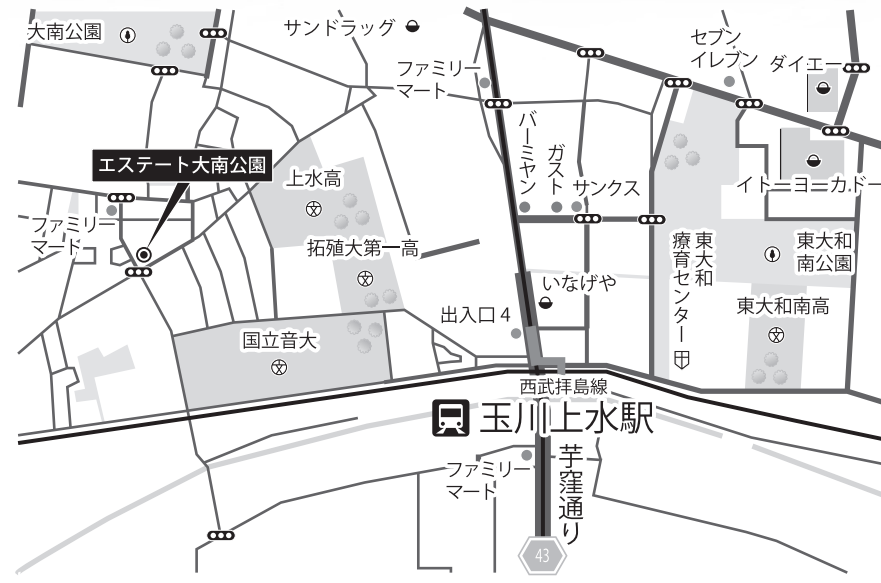 大南公園
サンドラッグ
ファミリー
マート
セブン
イレブン
ダイエー
バーミヤン
ガスト
サンクス
イトーヨーカドー
エステート大南公園
上水高
ファミリー
マート
拓殖大第一高
東大和
療育センター
東大和
南公園
いなげや
出入口4
東大和南高
国立音大
西武拝島線
玉川上水駅
ファミリー
マート
芋窪通り
43